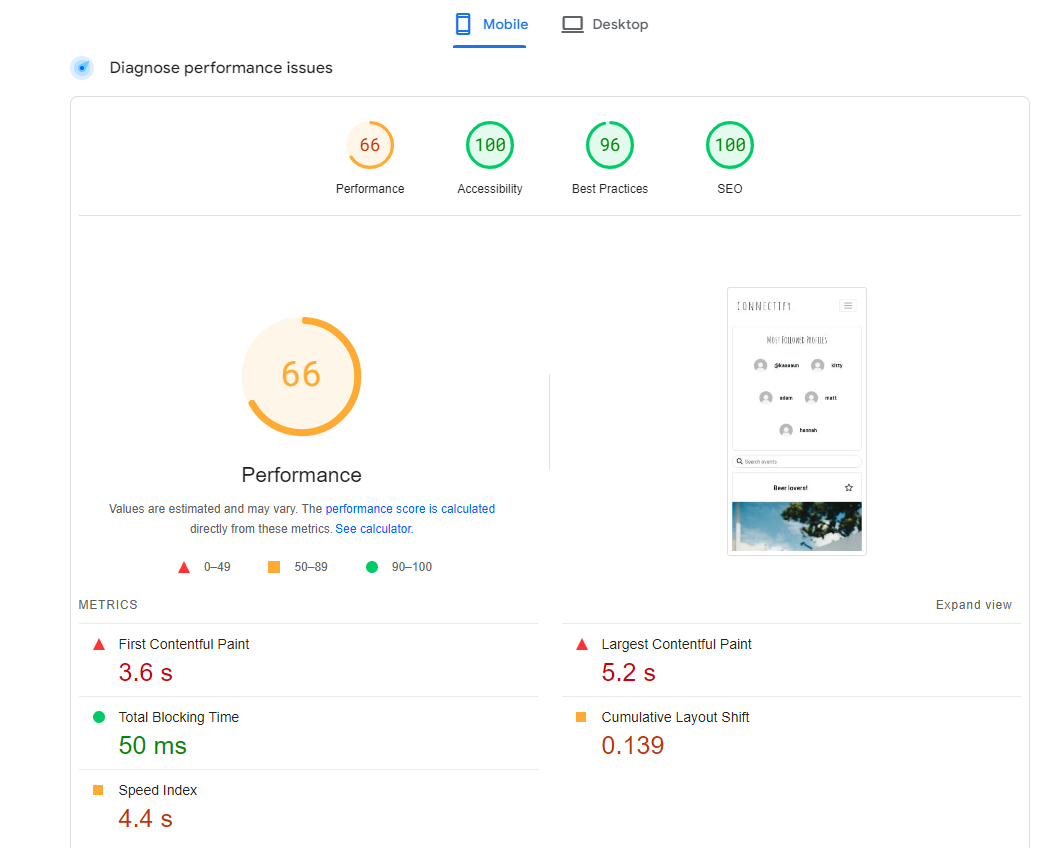 Mobile
Desktop
Diagnose performance issues
66
100
96
100
Performance
Accessibility
Best Practices
SEO
66
Performance
Values are estimated and may vary. The performance score is calculated
directly from these metrics. See calculator.
0–49
50–89
90–100
CONNECTIFY
Most Followed Profiles
@kaaaaun
kitty
adam
matt
hannah
Search events
Beer lovers!
METRICS
Expand view
First Contentful Paint
3.6 s
Largest Contentful Paint
5.2 s
Total Blocking Time
50 ms
Cumulative Layout Shift
0.139
Speed Index
4.4 s